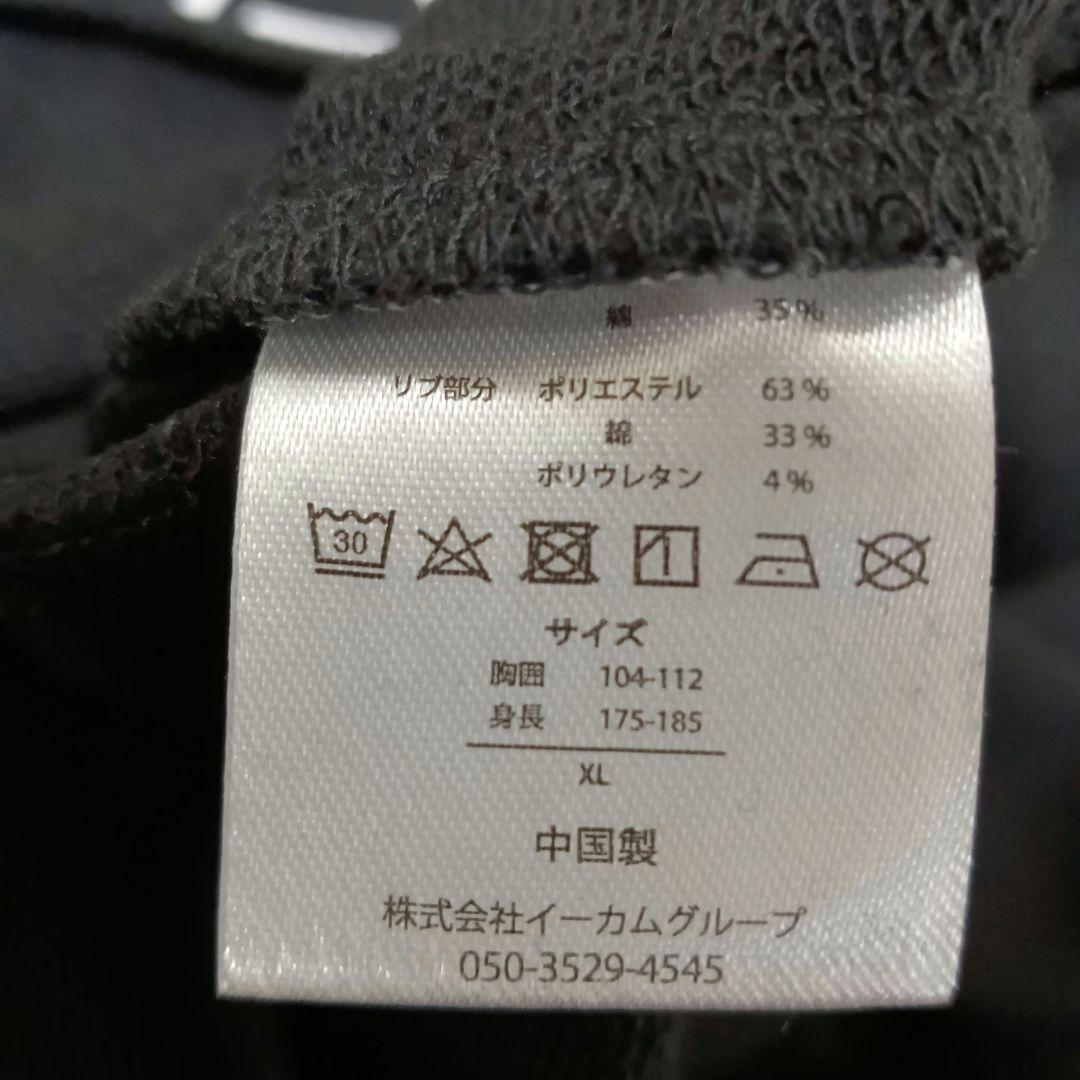 綿 35%
リブ部分 ポリエステル 63%
綿 33%
ポリウレタン 4%
30
サイズ
胸囲 104-112
身長 175-185
XL
中国製
株式会社イーカムグループ
050-3529-4545